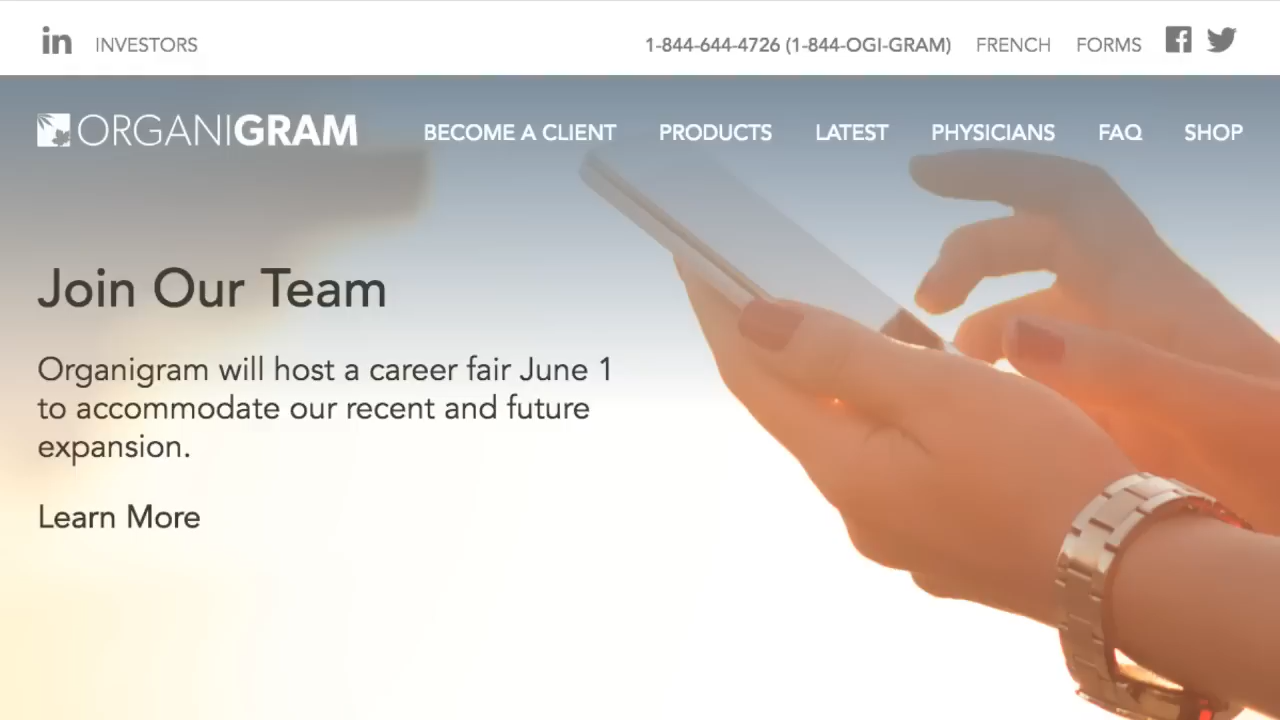 in INVESTORS 1-844-644-4726 (1-844-OGI-GRAM) FRENCH FORMS
ORGANIGRAM BECOME A CLIENT PRODUCTS LATEST PHYSICIANS FAQ SHOP
Join Our Team
Organigram will host a career fair June 1
to accommodate our recent and future
expansion.
Learn More